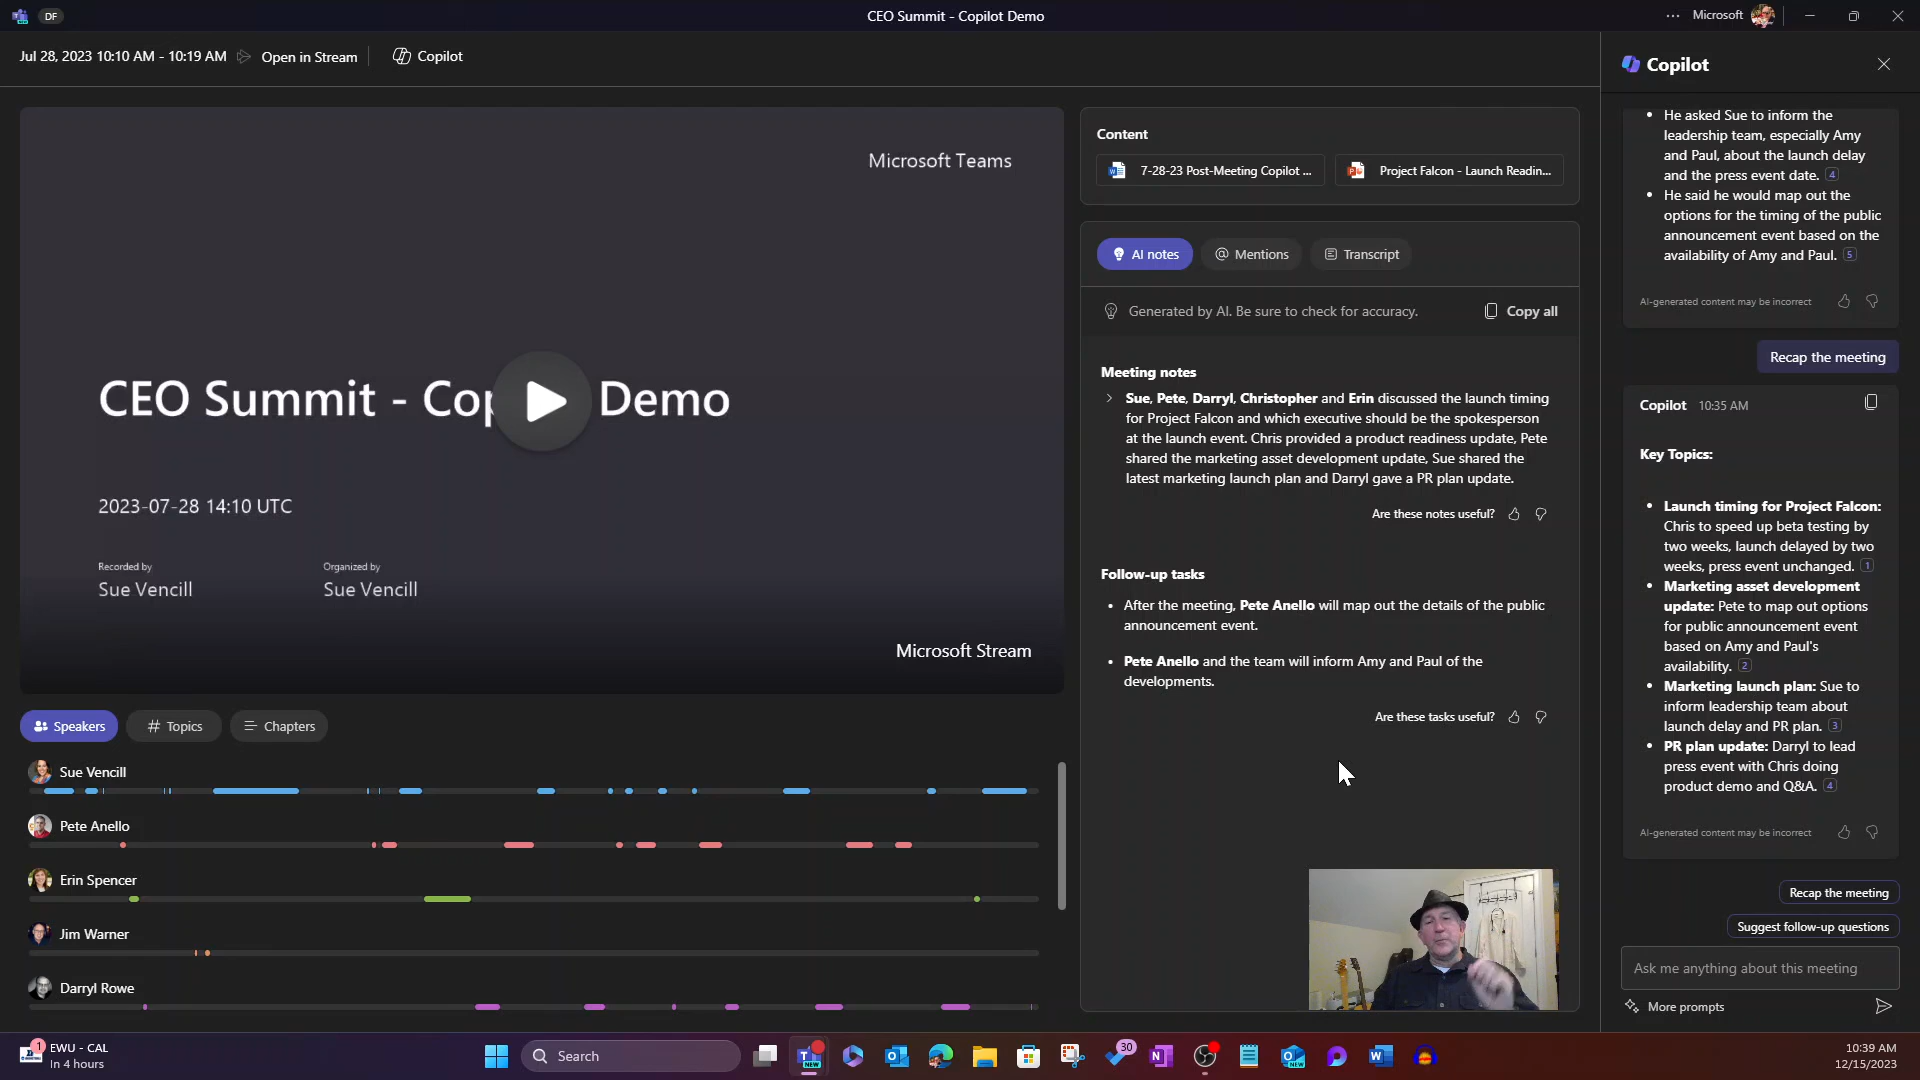 DF
CEO Summit - Copilot Demo
Microsoft
Jul 28, 2023 10:10 AM - 10:19 AM
Open in Stream
Copilot
Microsoft Teams
CEO Summit - Cop Demo
2023-07-28 14:10 UTC
Recorded by
Sue Vencill
Organized by
Sue Vencill
Microsoft Stream
Speakers
# Topics
Chapters
Sue Vencill
Pete Anello
Erin Spencer
Jim Warner
Darryl Rowe
Content
7-28-23 Post-Meeting Copilot ...
Project Falcon - Launch Readin...
AI notes
@ Mentions
Transcript
Generated by AI. Be sure to check for accuracy.
Copy all
Meeting notes
Sue, Pete, Darryl, Christopher and Erin discussed the launch timing
for Project Falcon and which executive should be the spokesperson
at the launch event. Chris provided a product readiness update, Pete
shared the marketing asset development update, Sue shared the
latest marketing launch plan and Darryl gave a PR plan update.
Are these notes useful?
Follow-up tasks
• After the meeting, Pete Anello will map out the details of the public
announcement event.
• Pete Anello and the team will inform Amy and Paul of the
developments.
Are these tasks useful?
Copilot
• He asked Sue to inform the
leadership team, especially Amy
and Paul, about the launch delay
and the press event date. 4
• He said he would map out the
options for the timing of the public
announcement event based on the
availability of Amy and Paul. 5
AI-generated content may be incorrect
Recap the meeting
Copilot 10:35 AM
Key Topics:
• Launch timing for Project Falcon:
Chris to speed up beta testing by
two weeks, launch delayed by two
weeks, press event unchanged. 1
• Marketing asset development
update: Pete to map out options
for public announcement event
based on Amy and Paul's
availability. 2
• Marketing launch plan: Sue to
inform leadership team about
launch delay and PR plan. 3
• PR plan update: Darryl to lead
press event with Chris doing
product demo and Q&A. 4
AI-generated content may be incorrect
Recap the meeting
Suggest follow-up questions
Ask me anything about this meeting
More prompts
1
EWU - CAL
In 4 hours
Search
NEW
30
NEW
10:39 AM
12/15/2023